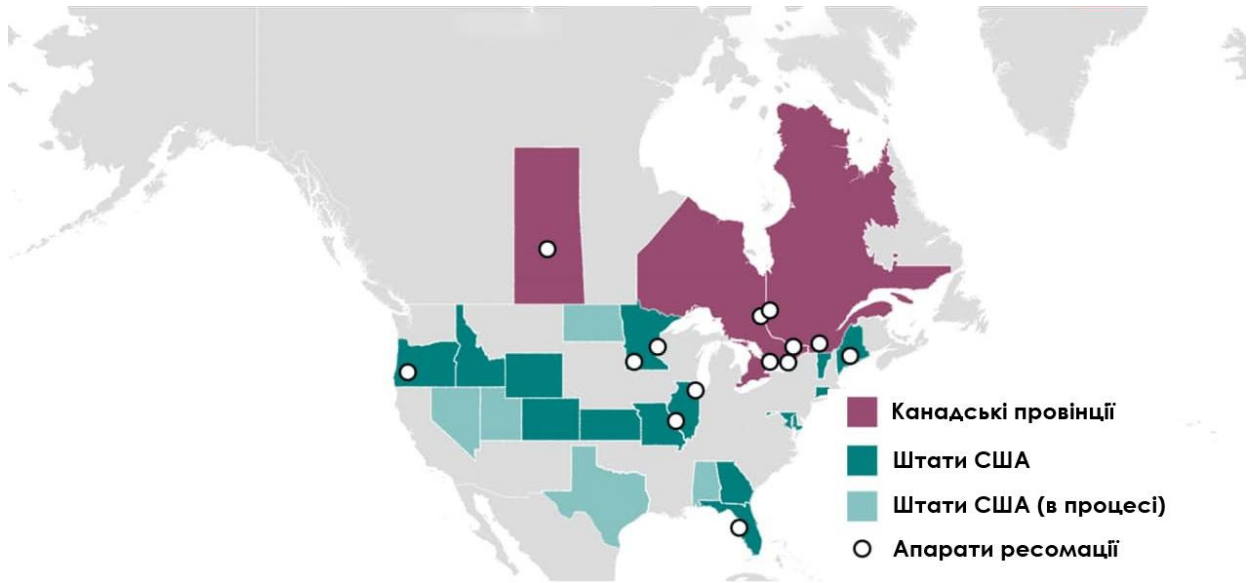 Канадські провінції
Штати США
Штати США (в процесі)
Апарати ресомації